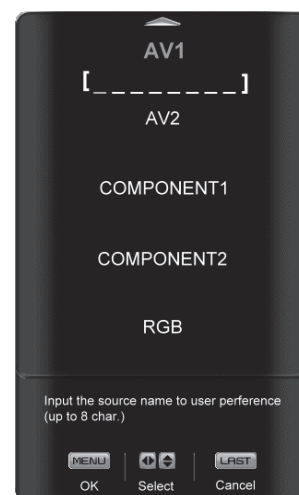 AV1
[_ _ _ _ _ _ _ _]
AV2
COMPONENT1
COMPONENT2
RGB
Input the source name to user perference
(up to 8 char.)
MENU LAST
OK Select Cancel